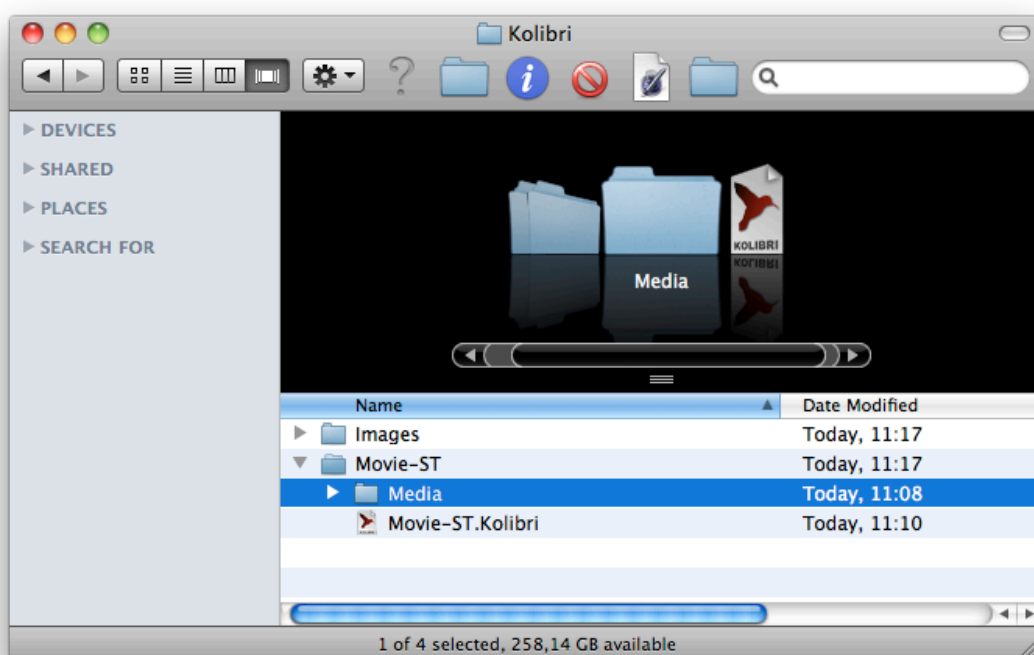 Kolibri
DEVICES
SHARED
PLACES
SEARCH FOR
KOLIBRI
Media
Name Date Modified
Images Today, 11:17
Movie-ST Today, 11:17
Media Today, 11:08
Movie-ST.Kolibri Today, 11:10
1 of 4 selected, 258,14 GB available